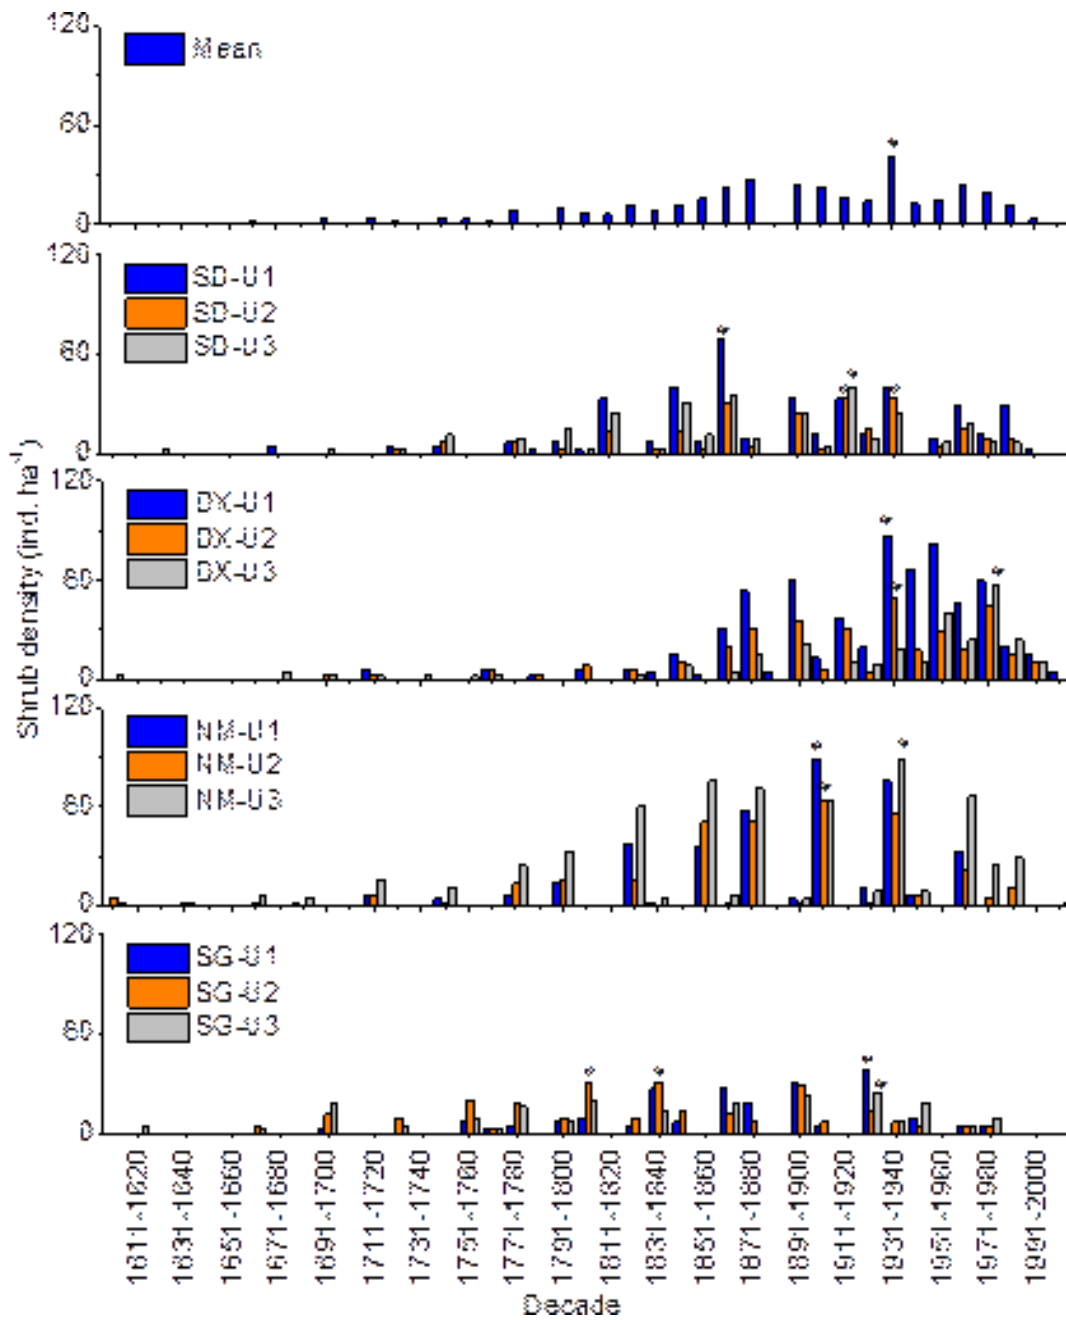 120
60
0
Mean
120
60
0
SD-U1
SD-U2
SD-U3
120
60
0
DX-U1
DX-U2
DX-U3
120
60
0
NM-U1
NM-U2
NM-U3
120
60
0
SG-U1
SG-U2
SG-U3
Shrub density (ind. ha⁻¹)
1611-1620
1631-1640
1651-1660
1671-1680
1691-1700
1711-1720
1731-1740
1751-1760
1771-1780
1791-1800
1811-1820
1831-1840
1851-1860
1871-1880
1891-1900
1911-1920
1931-1940
1951-1960
1971-1980
1991-2000
Decade